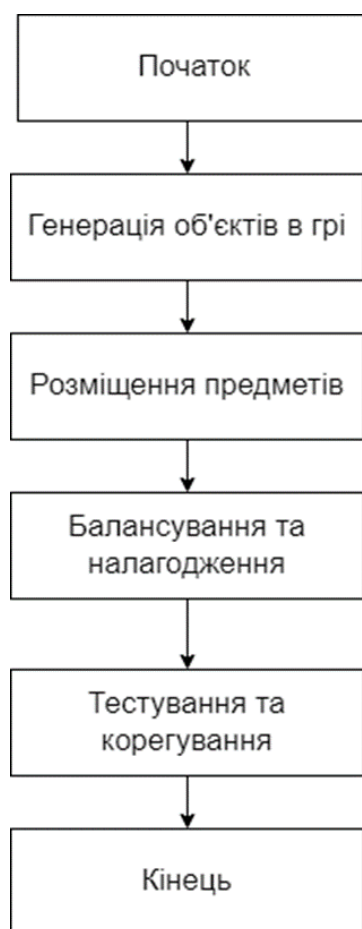 Початок
Генерація об'єктів в грі
Розміщення предметів
Балансування та
налагодження
Тестування та
корегування
Кінець